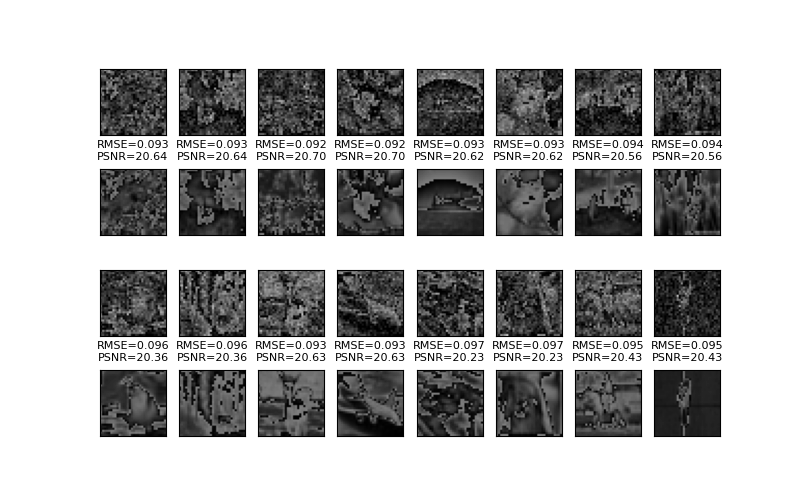 RMSE=0.093 RMSE=0.093 RMSE=0.092 RMSE=0.092 RMSE=0.093 RMSE=0.093 RMSE=0.094 RMSE=0.094
PSNR=20.64 PSNR=20.64 PSNR=20.70 PSNR=20.70 PSNR=20.62 PSNR=20.62 PSNR=20.56 PSNR=20.56
RMSE=0.096 RMSE=0.096 RMSE=0.093 RMSE=0.093 RMSE=0.097 RMSE=0.097 RMSE=0.095 RMSE=0.095
PSNR=20.36 PSNR=20.36 PSNR=20.63 PSNR=20.63 PSNR=20.23 PSNR=20.23 PSNR=20.43 PSNR=20.43